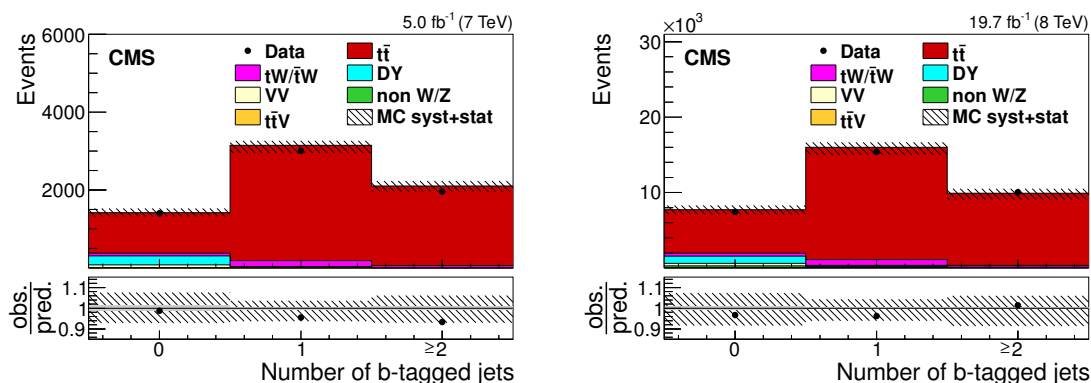 5.0 fb⁻¹ (7 TeV)
Events
6000
4000
2000
CMS
Data
tt̄
tW/t̄W
DY
VV
non W/Z
tt̄V
MC syst+stat
obs.
pred.
1.1
1
0.9
0
1
≥2
Number of b-tagged jets
19.7 fb⁻¹ (8 TeV)
×10³
Events
30
20
10
CMS
Data
tt̄
tW/t̄W
DY
VV
non W/Z
tt̄V
MC syst+stat
obs.
pred.
1.1
1
0.9
0
1
≥2
Number of b-tagged jets